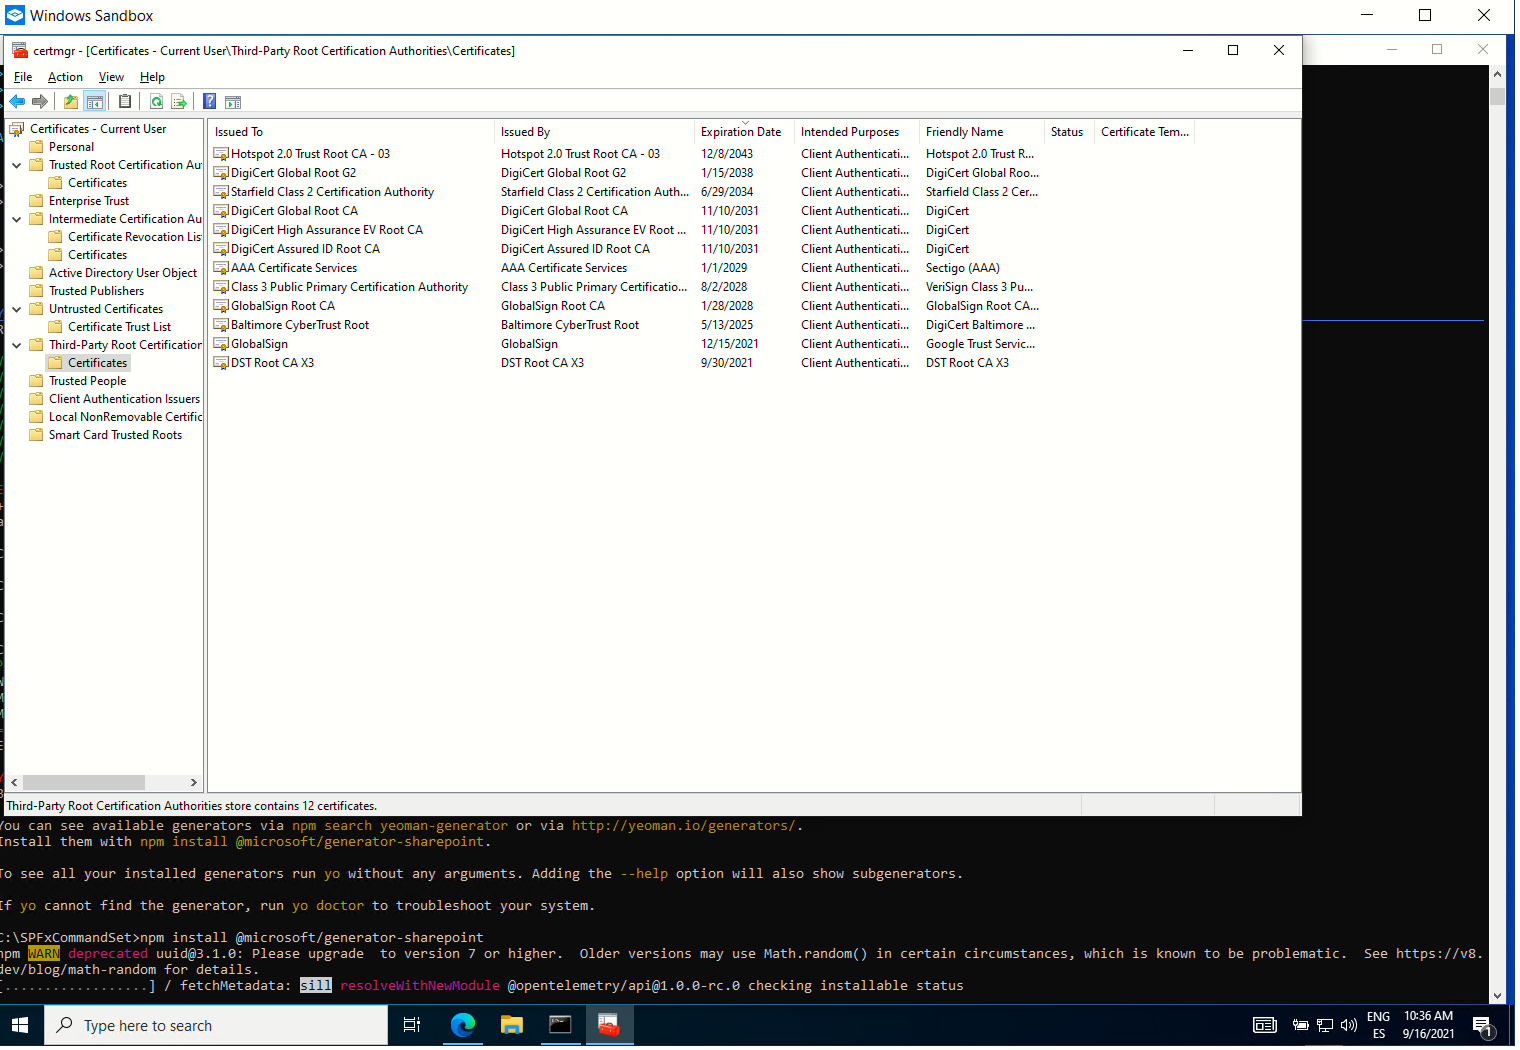 Windows Sandbox
certmgr - [Certificates - Current User\Third-Party Root Certification Authorities\Certificates]
File Action View Help
Certificates - Current User
Personal
Trusted Root Certification Au
Certificates
Enterprise Trust
Intermediate Certification Au
Certificate Revocation Lis
Certificates
Active Directory User Object
Trusted Publishers
Untrusted Certificates
Certificate Trust List
Third-Party Root Certification
Certificates
Trusted People
Client Authentication Issuers
Local NonRemovable Certific
Smart Card Trusted Roots
Issued To Issued By Expiration Date Intended Purposes Friendly Name Status Certificate Tem...
Hotspot 2.0 Trust Root CA - 03 Hotspot 2.0 Trust Root CA - 03 12/8/2043 Client Authenticati... Hotspot 2.0 Trust R...
DigiCert Global Root G2 DigiCert Global Root G2 1/15/2038 Client Authenticati... DigiCert Global Roo...
Starfield Class 2 Certification Authority Starfield Class 2 Certification Auth... 6/29/2034 Client Authenticati... Starfield Class 2 Cer...
DigiCert Global Root CA DigiCert Global Root CA 11/10/2031 Client Authenticati... DigiCert
DigiCert High Assurance EV Root CA DigiCert High Assurance EV Root ... 11/10/2031 Client Authenticati... DigiCert
DigiCert Assured ID Root CA DigiCert Assured ID Root CA 11/10/2031 Client Authenticati... DigiCert
AAA Certificate Services AAA Certificate Services 1/1/2029 Client Authenticati... Sectigo (AAA)
Class 3 Public Primary Certification Authority Class 3 Public Primary Certificatio... 8/2/2028 Client Authenticati... VeriSign Class 3 Pu...
GlobalSign Root CA GlobalSign Root CA 1/28/2028 Client Authenticati... GlobalSign Root CA...
Baltimore CyberTrust Root Baltimore CyberTrust Root 5/13/2025 Client Authenticati... DigiCert Baltimore ...
GlobalSign GlobalSign 12/15/2021 Client Authenticati... Google Trust Servic...
DST Root CA X3 DST Root CA X3 9/30/2021 Client Authenticati... DST Root CA X3
Third-Party Root Certification Authorities store contains 12 certificates.
You can see available generators via npm search yeoman-generator or via http://yeoman.io/generators/.
Install them with npm install @microsoft/generator-sharepoint.
To see all your installed generators run yo without any arguments. Adding the --help option will also show subgenerators.
If yo cannot find the generator, run yo doctor to troubleshoot your system.
C:\SPFxCommandSet>npm install @microsoft/generator-sharepoint
npm WARN deprecated uuid@3.1.0: Please upgrade  to version 7 or higher.  Older versions may use Math.random() in certain circumstances, which is known to be problematic.  See https://v8.
dev/blog/math-random for details.
[..................] / fetchMetadata: sill resolveWithNewModule @opentelemetry/api@1.0.0-rc.0 checking installable status
Type here to search
ENG
ES
10:36 AM
9/16/2021
1